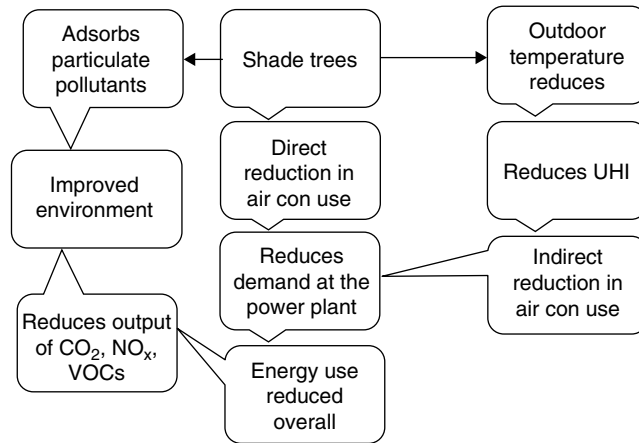 Adsorbs
particulate
pollutants
Shade trees
Outdoor
temperature
reduces
Improved
environment
Direct
reduction in
air con use
Reduces UHI
Reduces
demand at the
power plant
Indirect
reduction in
air con use
Reduces output
of CO₂, NOₓ,
VOCs
Energy use
reduced
overall